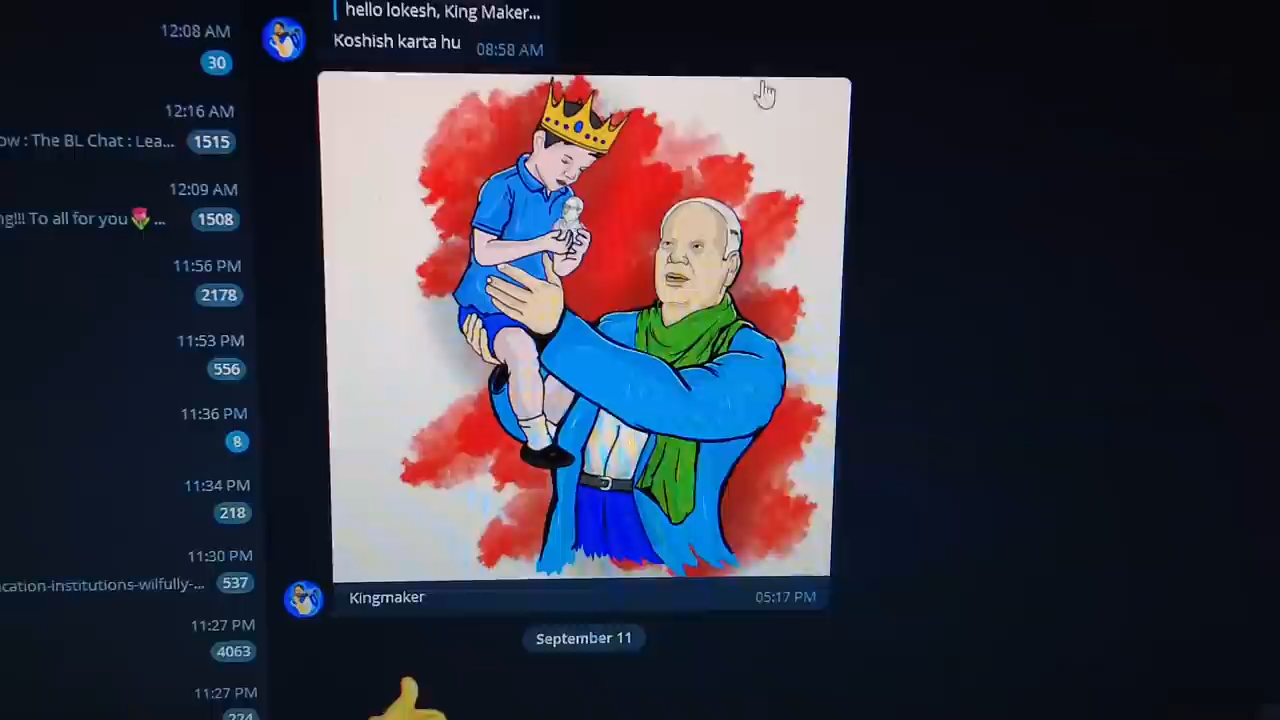 12:08 AM
30
12:16 AM
ow : The BL Chat : Lea... 1515
12:09 AM
ng!!! To all for you🌷... 1508
11:56 PM
2178
11:53 PM
556
11:36 PM
8
11:34 PM
218
11:30 PM
ication-institutions-wilfully-... 537
11:27 PM
4063
11:27 PM
224
hello lokesh, King Maker...
Koshish karta hu 08:58 AM
Kingmaker 05:17 PM
September 11